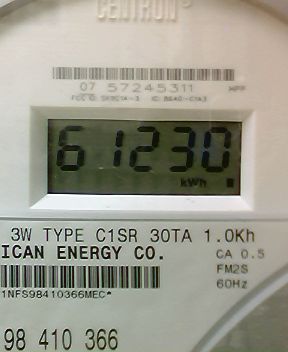 CENTRON®
07 57245311
61230
kWh
3W TYPE C1SR 30TA 1.0Kh
ICAN ENERGY CO.
CA 0.5
FM2S
60Hz
1NFS98410366MEC*
98 410 366